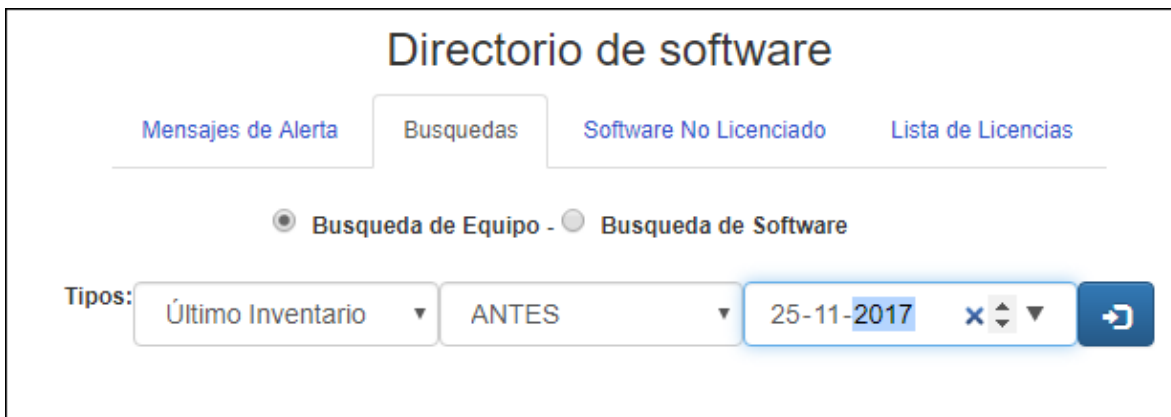 Directorio de software
Mensajes de Alerta Busquedas Software No Licenciado Lista de Licencias
Busqueda de Equipo - Busqueda de Software
Tipos: Último Inventario ANTES 25-11-2017